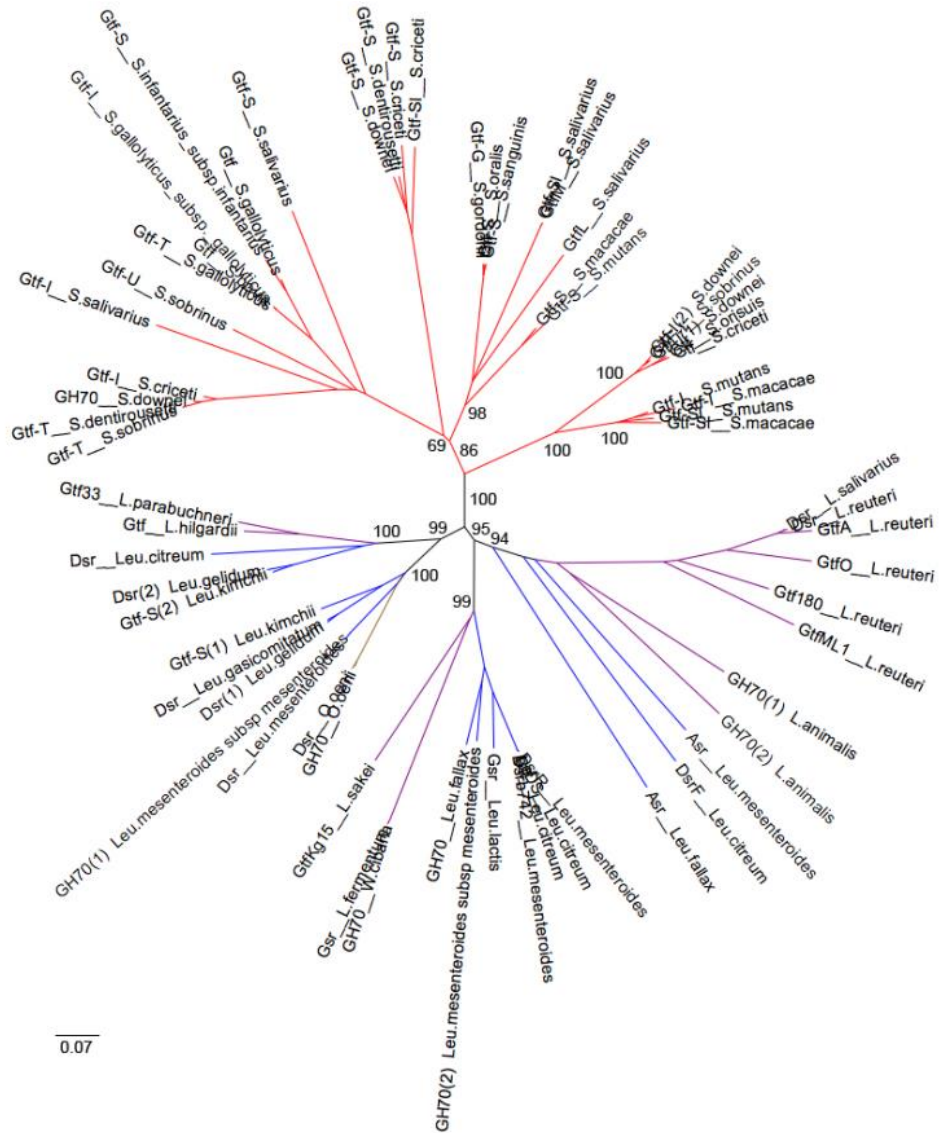 Gtf-S__S.infantarius_subsp.infantarius
Gtf-I__S.gallolyticus_subsp._gallolyticus
Gtf__S.gallolyticus
Gtf-S__S.salivarius
Gtf-T__S.gallolyticus
Gtf-U__S.sobrinus
Gtf-I__S.salivarius
Gtf-I__S.criceti
GH70__S.downei
Gtf-T__S.dentirousetti
Gtf-T__S.sobrinus
Gtf-S__S.downei
Gtf-S__S.dentirousetti
Gtf-S__S.criceti
Gtf-SI__S.criceti
Gtf-G__S.gordonii
S.oralis
Gtf-S__S.sanguinis
S.salivarius
S.salivarius
GtfL__S.salivarius
Gtf-S__S.macacae
Gtf-S__S.mutans
S.downei
S.sobrinus
S.downei
S.orisuis
S.criceti
S.mutans
Gtf-I__S.macacae
S.mutans
Gtf-SI__S.macacae
100
98
69
86
100
100
100
Gtf33__L.parabuchneri
Gtf__L.hilgardii
Dsr__Leu.citreum
Dsr(2)_Leu.gelidum
Gtf-S(2)_Leu.kimchii
Gtf-S(1)_Leu.kimchii
Dsr__Leu.gasicomitatum
Dsr(1)_Leu.gelidum
GH70(1)_Leu.mesenteroides subsp mesenteroides
Dsr__Leu.mesenteroides
Dsr__O.oeni
GH70__O.oeni
100
99
95
94
100
99
Dsr__L.salivarius
Dsr__L.reuteri
GtfA__L.reuteri
GtfO__L.reuteri
Gtf180__L.reuteri
GtfML1__L.reuteri
GH70(1)_L.animalis
GH70(2)_L.animalis
Asr__Leu.mesenteroides
DsrF__Leu.citreum
Asr__Leu.fallax
GtfKg15__L.sakei
Gsr__L.fermentum
GH70__W.cibaria
GH70__Leu.fallax
GH70(2)_Leu.mesenteroides subsp mesenteroides
Gsr__Leu.lactis
Leu.mesenteroides
Leu.citreum
Leu.citreum
Leu.mesenteroides
0.07